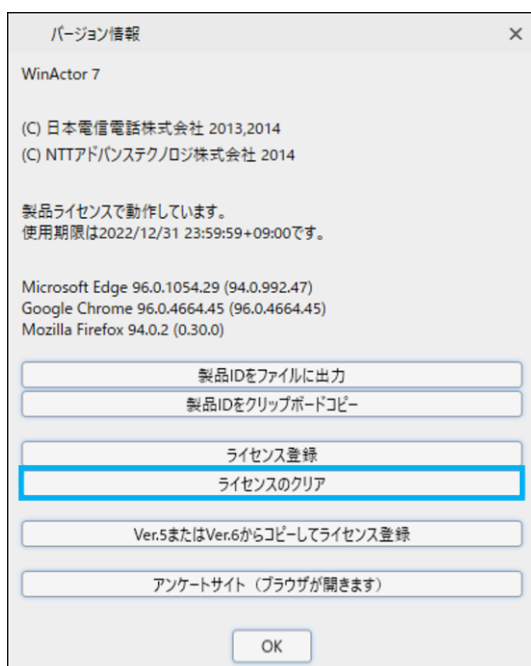 バージョン情報
WinActor 7
(C) 日本電信電話株式会社 2013,2014
(C) NTTアドバンステクノロジ株式会社 2014
製品ライセンスで動作しています。
使用期限は2022/12/31 23:59:59+09:00です。
Microsoft Edge 96.0.1054.29 (94.0.992.47)
Google Chrome 96.0.4664.45 (96.0.4664.45)
Mozilla Firefox 94.0.2 (0.30.0)
製品IDをファイルに出力
製品IDをクリップボードコピー
ライセンス登録
ライセンスのクリア
Ver.5またはVer.6からコピーしてライセンス登録
アンケートサイト（ブラウザが開きます）
OK